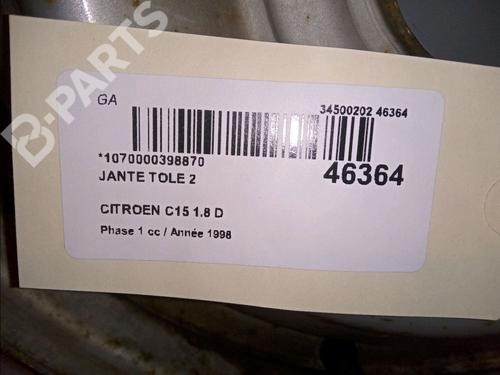 B-PARTS
GA
34500202 46364
*1070000398870
46364
JANTE TOLE 2
CITROEN C15 1.8 D
Phase 1 cc / Année 1998